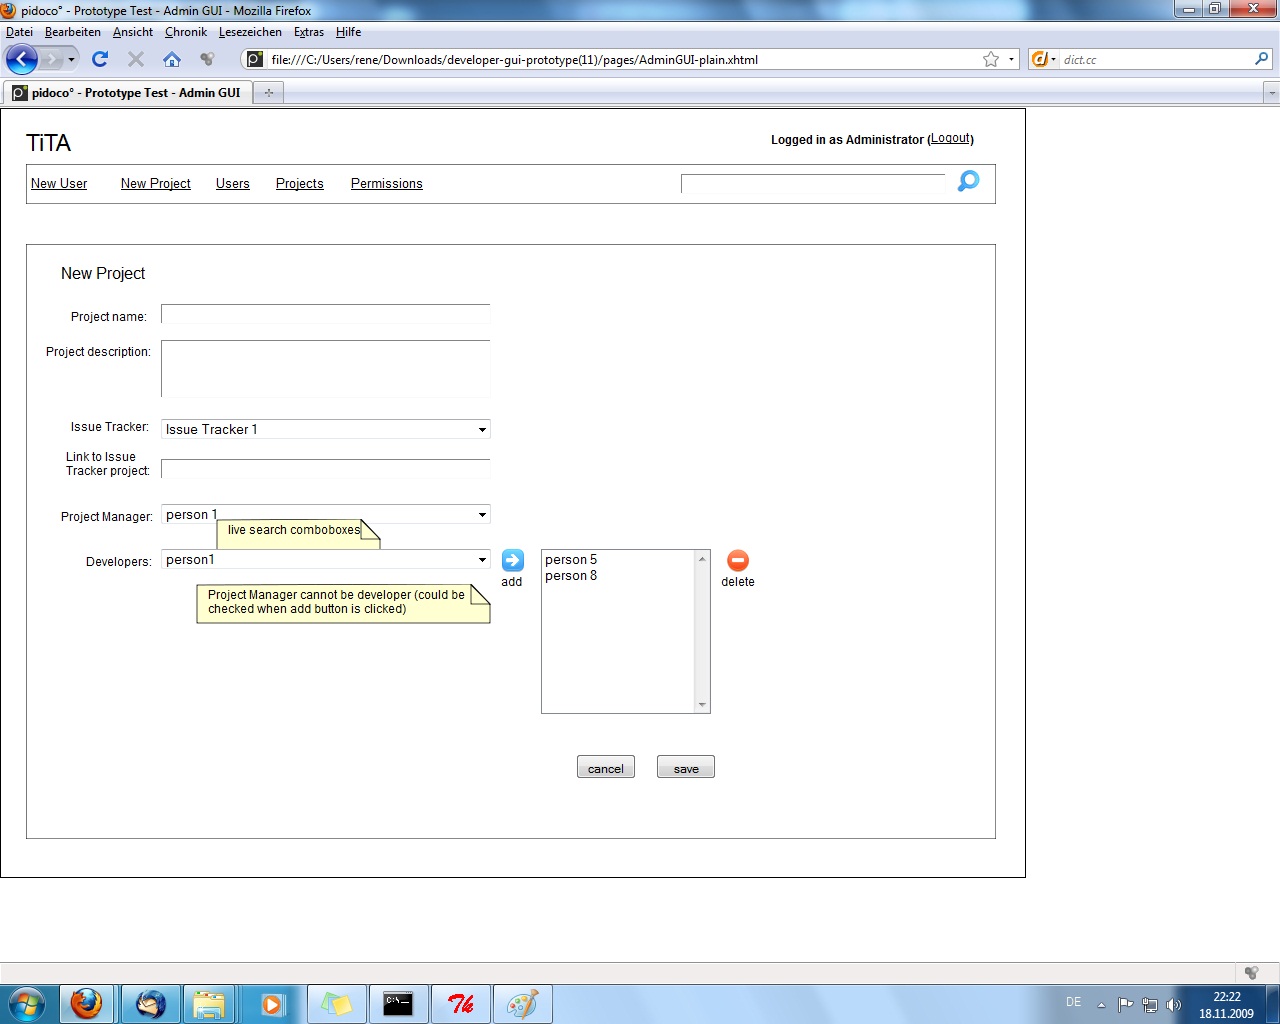 pidoco° - Prototype Test - Admin GUI - Mozilla Firefox
Datei Bearbeiten Ansicht Chronik Lesezeichen Extras Hilfe
file:///C:/Users/rene/Downloads/developer-gui-prototype(11)/pages/AdminGUI-plain.xhtml
dict.cc
pidoco° - Prototype Test - Admin GUI
TiTA
Logged in as Administrator (Logout)
New User New Project Users Projects Permissions
New Project
Project name:
Project description:
Issue Tracker: Issue Tracker 1
Link to Issue
Tracker project:
Project Manager: person 1
live search comboboxes
Developers: person1
add
person 5
person 8
delete
Project Manager cannot be developer (could be
checked when add button is clicked)
cancel save
DE
22:22
18.11.2009